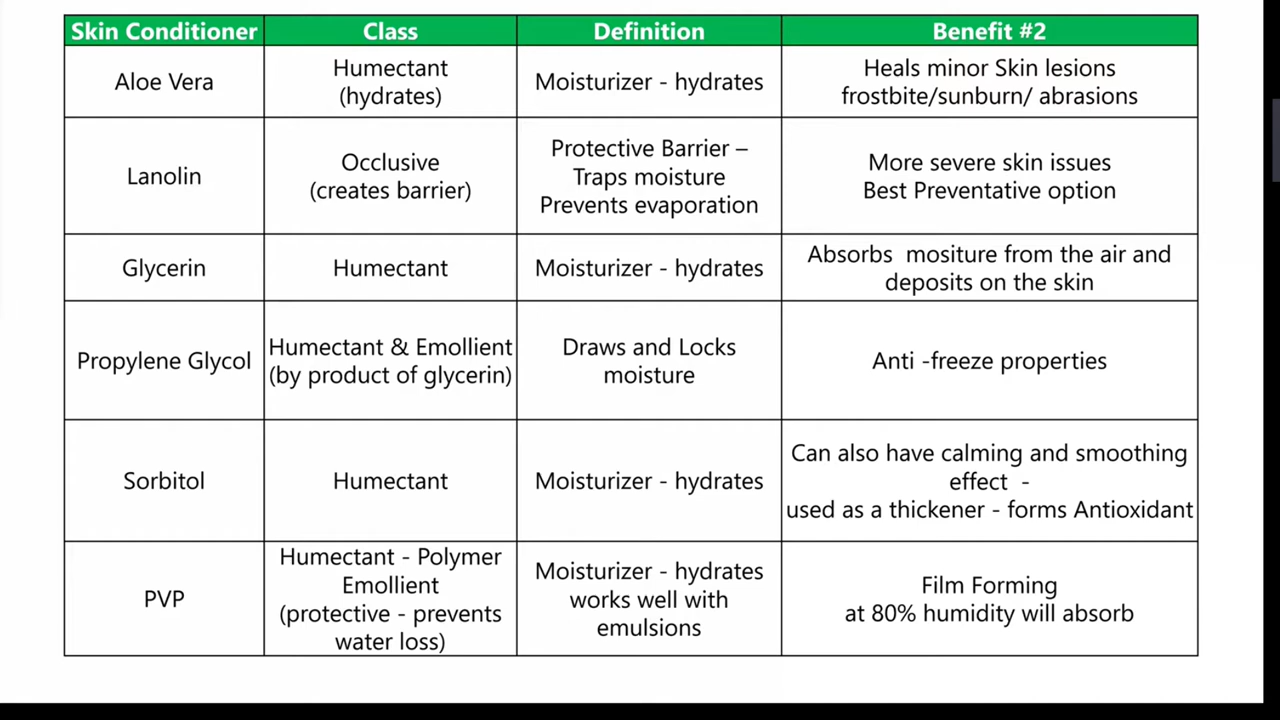 Skin Conditioner Class Definition Benefit #2
Aloe Vera
Humectant
(hydrates)
Moisturizer - hydrates
Heals minor Skin lesions
frostbite/sunburn/ abrasions
Lanolin
Occlusive
(creates barrier)
Protective Barrier –
Traps moisture
Prevents evaporation
More severe skin issues
Best Preventative option
Glycerin
Humectant
Moisturizer - hydrates
Absorbs  mositure from the air and
deposits on the skin
Propylene Glycol
Humectant & Emollient
(by product of glycerin)
Draws and Locks
moisture
Anti -freeze properties
Sorbitol
Humectant
Moisturizer - hydrates
Can also have calming and smoothing
effect  -
used as a thickener - forms Antioxidant
PVP
Humectant - Polymer
Emollient
(protective - prevents
water loss)
Moisturizer - hydrates
works well with
emulsions
Film Forming
at 80% humidity will absorb